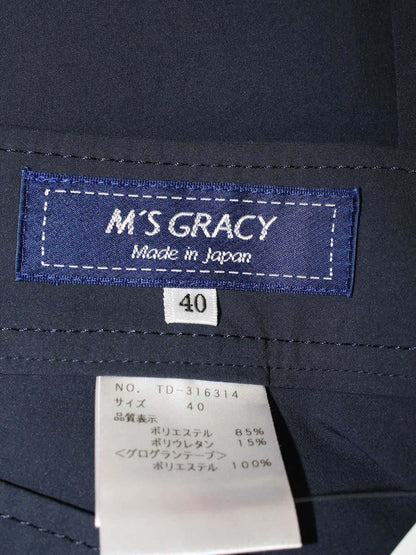 M'S GRACY
Made in Japan
40
NO. TD-316314
サイズ 40
品質表示
ポリエステル 85%
ポリウレタン 15%
<グログランテープ>
ポリエステル 100%